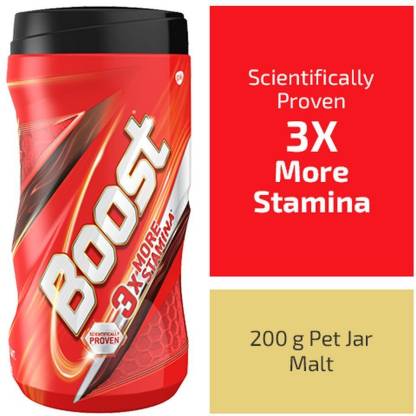 Boost
3X MORE
STAMINA*
SCIENTIFICALLY
PROVEN
Scientifically
Proven
3X
More
Stamina
200 g Pet Jar
Malt